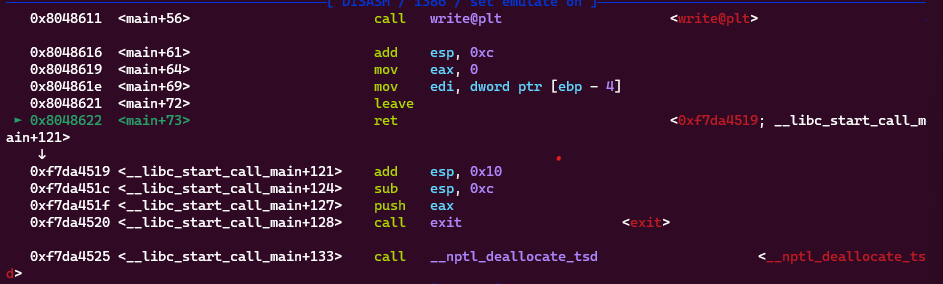 [ DISASM / i386 / set emulate on ]
0x8048611 <main+56> call write@plt <write@plt>
0x8048616 <main+61> add esp, 0xc
0x8048619 <main+64> mov eax, 0
0x804861e <main+69> mov edi, dword ptr [ebp - 4]
0x8048621 <main+72> leave
► 0x8048622 <main+73> ret <0xf7da4519; __libc_start_call_m
ain+121>
↓
0xf7da4519 <__libc_start_call_main+121> add esp, 0x10
0xf7da451c <__libc_start_call_main+124> sub esp, 0xc
0xf7da451f <__libc_start_call_main+127> push eax
0xf7da4520 <__libc_start_call_main+128> call exit <exit>
0xf7da4525 <__libc_start_call_main+133> call __nptl_deallocate_tsd <__nptl_deallocate_ts
d>